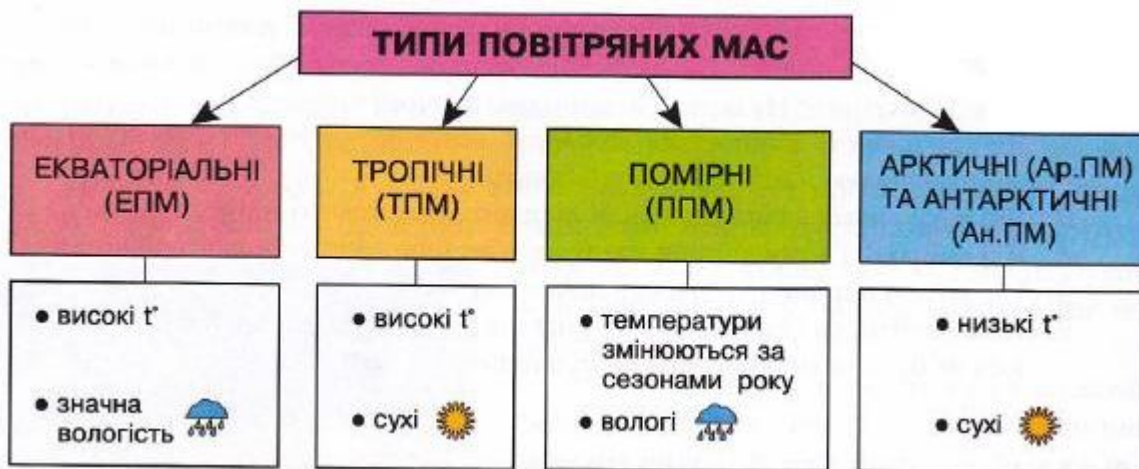 ТИПИ ПОВІТРЯНИХ МАС
ЕКВАТОРІАЛЬНІ
(ЕПМ)
• високі t°
• значна
вологість
ТРОПІЧНІ
(ТПМ)
• високі t°
• сухі
ПОМІРНІ
(ППМ)
• температури
змінюються за
сезонами року
• вологі
АРКТИЧНІ (Ар.ПМ)
ТА АНТАРКТИЧНІ
(Ан.ПМ)
• низькі t°
• сухі